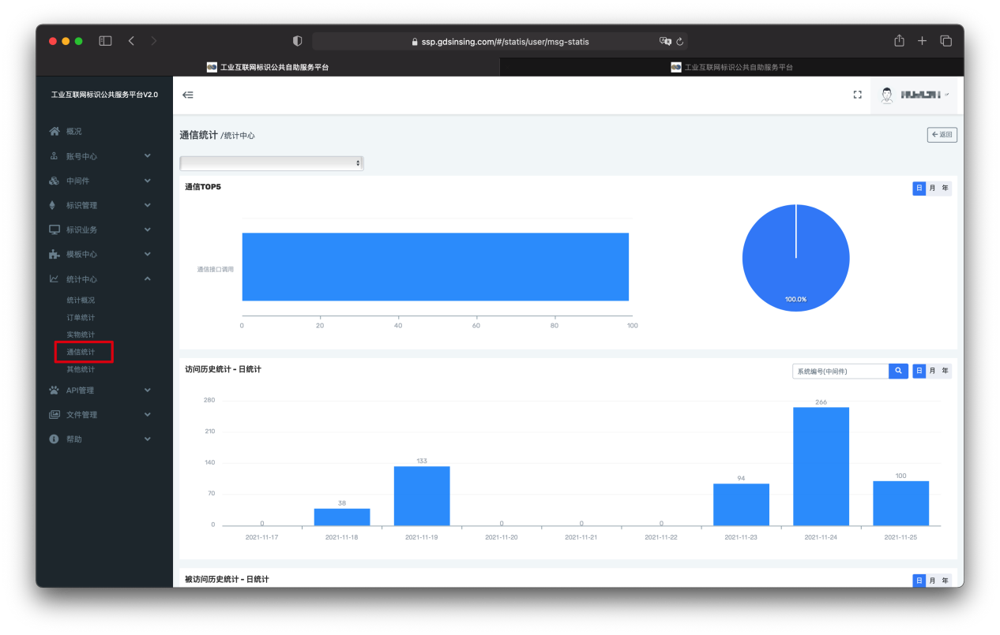 ssp.gdsinsing.com/#/statis/user/msg-statis
工业互联网标识公共自助服务平台
工业互联网标识公共自助服务平台
工业互联网标识公共服务平台V2.0
概况
账号中心
中间件
标识管理
标识业务
模板中心
统计中心
统计概况
订单统计
实物统计
通信统计
其他统计
API管理
文件管理
帮助
通信统计 /统计中心
返回
通信TOP5
日 月 年
通信接口调用
0 20 40 60 80 100
100.0%
访问历史统计 - 日统计
系统编号(中间件)
日 月 年
280
210
140
70
0
0 38 133 0 0 0 94 266 100
2021-11-17 2021-11-18 2021-11-19 2021-11-20 2021-11-21 2021-11-22 2021-11-23 2021-11-24 2021-11-25
被访问历史统计 - 日统计
日 月 年